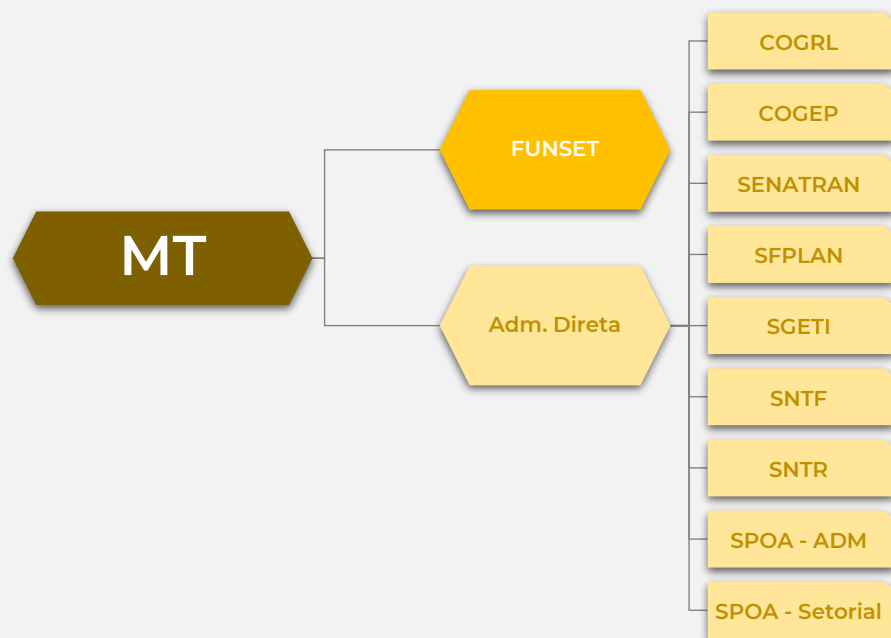 MT
FUNSET
Adm. Direta
COGRL
COGEP
SENATRAN
SFPLAN
SGETI
SNTF
SNTR
SPOA - ADM
SPOA - Setorial